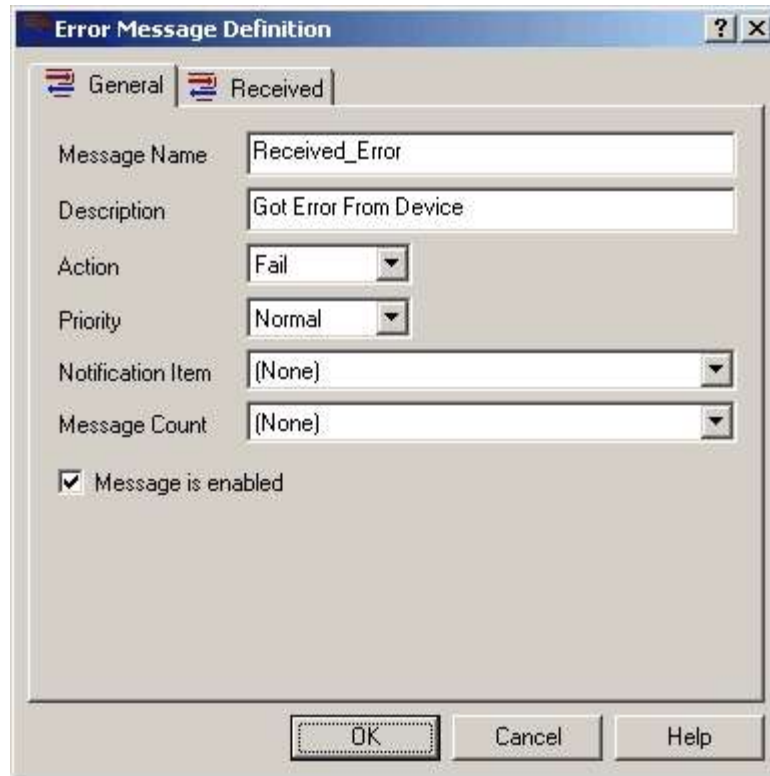 Error Message Definition
General Received
Message Name Received_Error
Description Got Error From Device
Action Fail
Priority Normal
Notification Item (None)
Message Count (None)
Message is enabled
OK Cancel Help